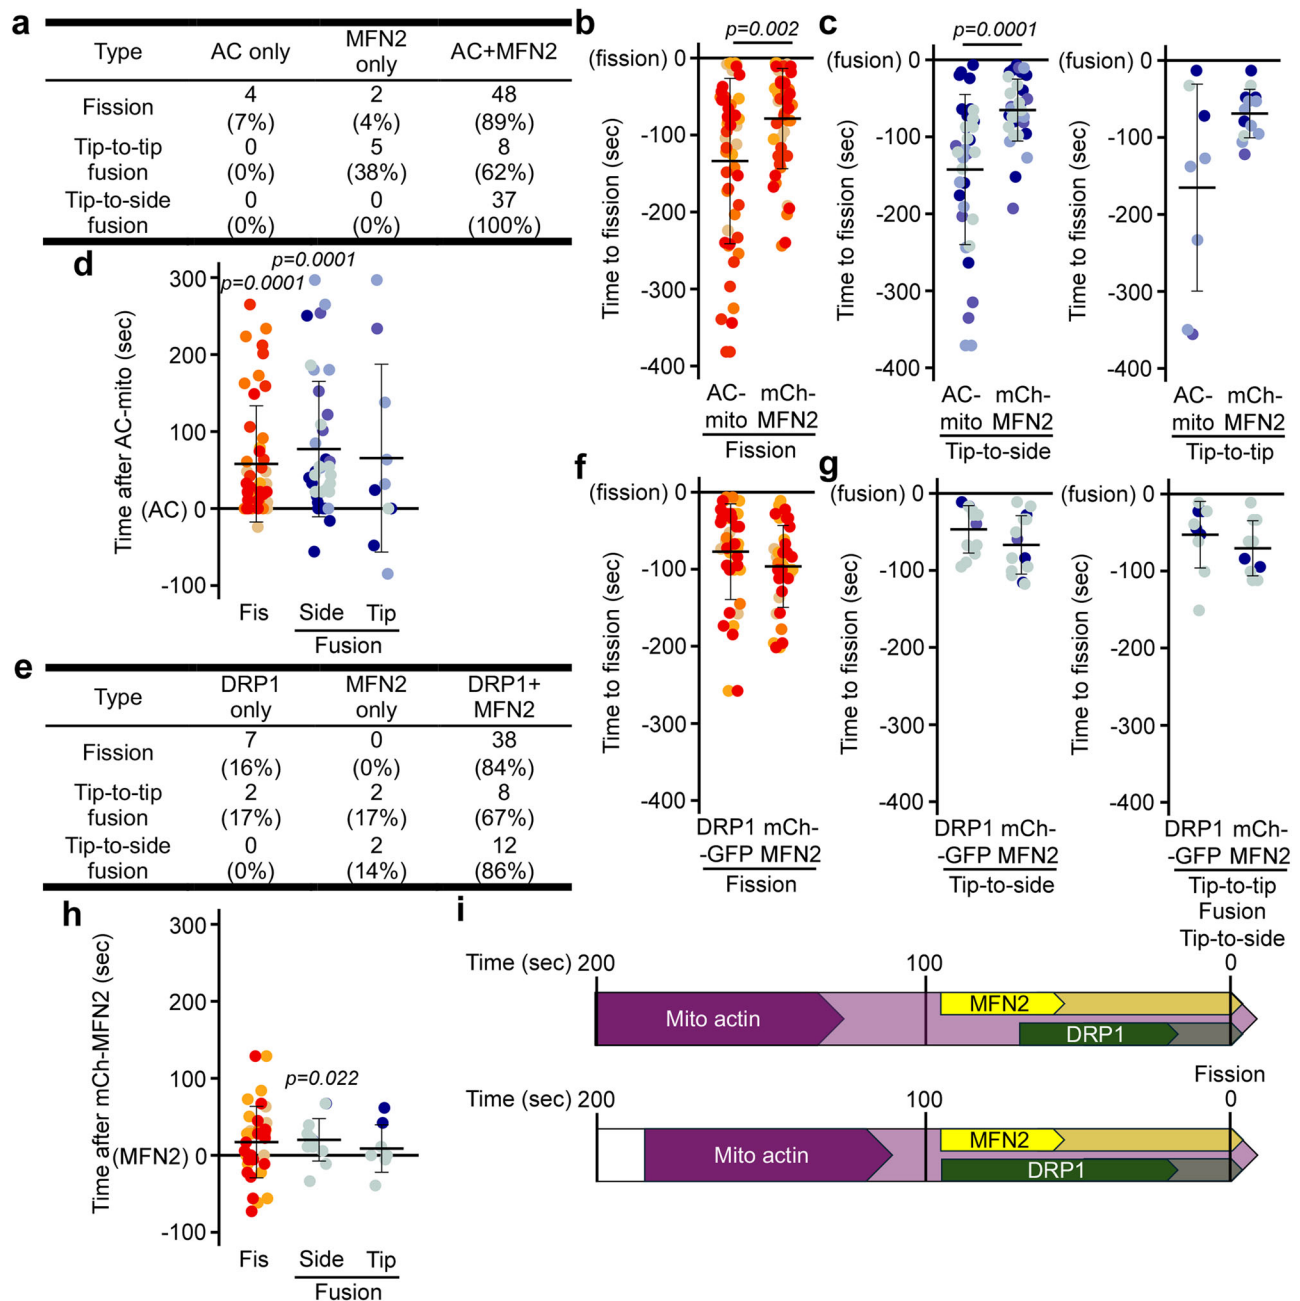 a
Type AC only MFN2 only AC+MFN2
Fission 4 (7%) 2 (4%) 48 (89%)
Tip-to-tip fusion 0 (0%) 5 (38%) 8 (62%)
Tip-to-side fusion 0 (0%) 0 (0%) 37 (100%)
b
p=0.002
(fission) 0
-100
-200
-300
-400
Time to fission (sec)
AC-mito mCh-MFN2
Fission
c
p=0.0001
(fusion) 0
-100
-200
-300
-400
Time to fission (sec)
AC-mito mCh-MFN2
Tip-to-side
(fusion) 0
-100
-200
-300
-400
Time to fission (sec)
AC-mito mCh-MFN2
Tip-to-tip
d
p=0.0001
p=0.0001
300
200
100
(AC) 0
-100
Time after AC-mito (sec)
Fis Side Tip
Fusion
e
Type DRP1 only MFN2 only DRP1+ MFN2
Fission 7 (16%) 0 (0%) 38 (84%)
Tip-to-tip fusion 2 (17%) 2 (17%) 8 (67%)
Tip-to-side fusion 0 (0%) 2 (14%) 12 (86%)
f
(fission) 0
-100
-200
-300
-400
Time to fission (sec)
DRP1 mCh-
-GFP MFN2
Fission
g
(fusion) 0
-100
-200
-300
-400
Time to fission (sec)
DRP1 mCh-
-GFP MFN2
Tip-to-side
(fusion) 0
-100
-200
-300
-400
Time to fission (sec)
DRP1 mCh-
-GFP MFN2
Tip-to-tip
h
300
200
100
(MFN2) 0
-100
Time after mCh-MFN2 (sec)
p=0.022
Fis Side Tip
Fusion
i
Fusion
Tip-to-side
Time (sec) 200 100 0
Mito actin
MFN2
DRP1
Fission
Time (sec) 200 100 0
Mito actin
MFN2
DRP1